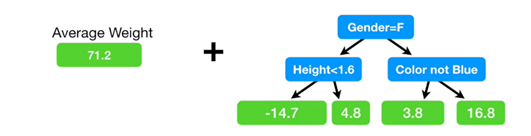 Average Weight
71.2
+
Gender=F
Height<1.6
Color not Blue
-14.7
4.8
3.8
16.8